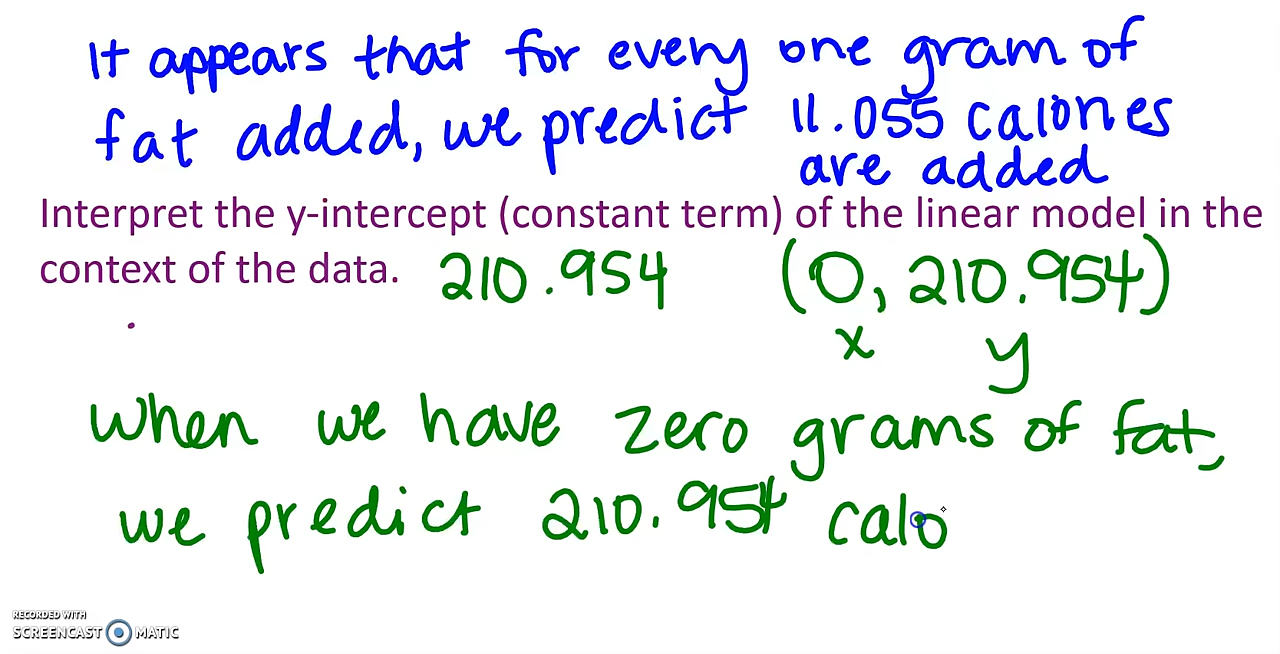 It appears that for every one gram of
fat added, we predict 11.055 calories
are added
Interpret the y-intercept (constant term) of the linear model in the
context of the data. 210.954 (0, 210.954)
x y
When we have zero grams of fat,
we predict 210.954 calo
RECORDED WITH
SCREENCAST MATIC